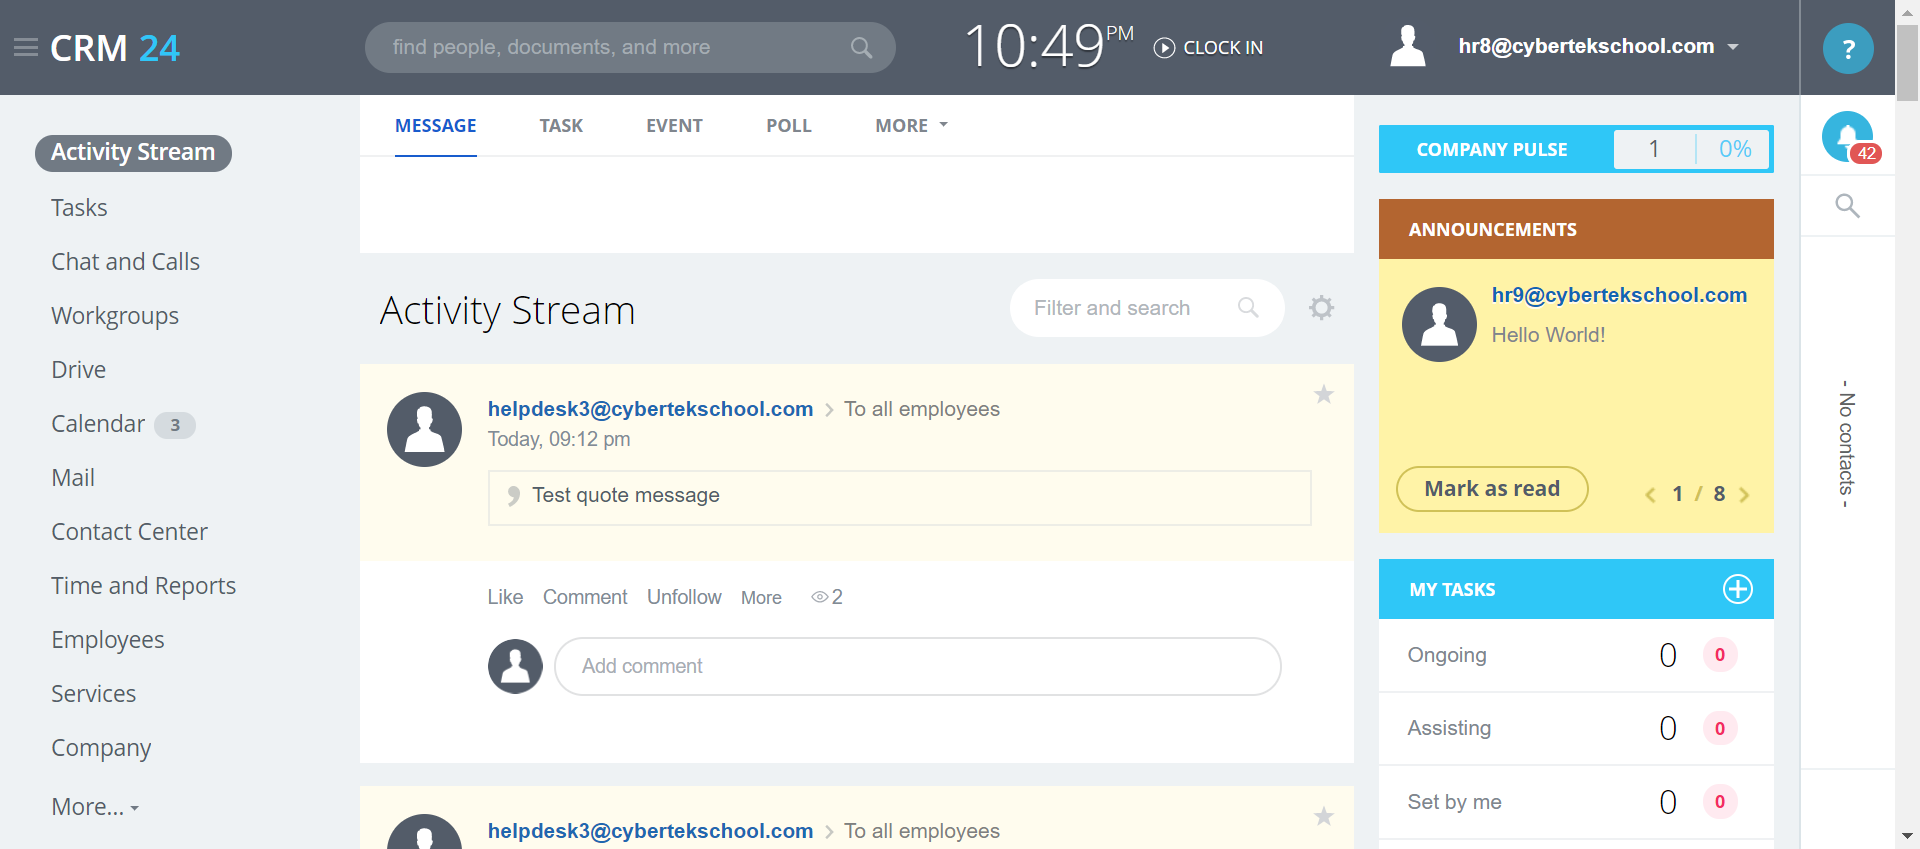 CRM 24
find people, documents, and more
10:49 PM
CLOCK IN
hr8@cybertekschool.com
?
Activity Stream
Tasks
Chat and Calls
Workgroups
Drive
Calendar 3
Mail
Contact Center
Time and Reports
Employees
Services
Company
More...
MESSAGE TASK EVENT POLL MORE
Activity Stream
Filter and search
helpdesk3@cybertekschool.com To all employees
Today, 09:12 pm
Test quote message
Like Comment Unfollow More 2
Add comment
helpdesk3@cybertekschool.com To all employees
COMPANY PULSE 1 0%
ANNOUNCEMENTS
hr9@cybertekschool.com
Hello World!
Mark as read 1 / 8
MY TASKS
Ongoing 0 0
Assisting 0 0
Set by me 0 0
42
- No contacts -